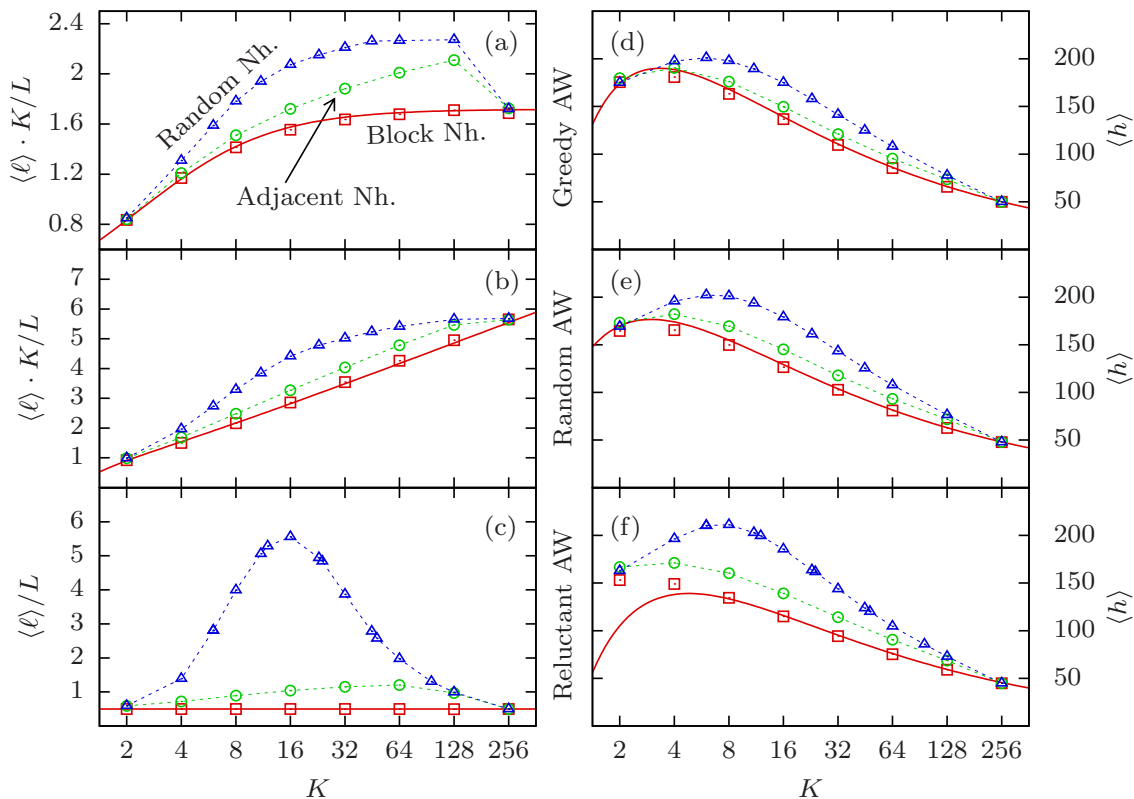 ⟨ℓ⟩ · K/L
2.4
2
1.6
1.2
0.8
(a)
Random Nh.
Block Nh.
Adjacent Nh.
(d)
Greedy AW
200
150
100
50
⟨h⟩
⟨ℓ⟩ · K/L
7
6
5
4
3
2
1
(b)
(e)
Random AW
200
150
100
50
⟨h⟩
⟨ℓ⟩/L
6
5
4
3
2
1
(c)
(f)
Reluctant AW
200
150
100
50
⟨h⟩
2 4 8 16 32 64 128 256
K
2 4 8 16 32 64 128 256
K